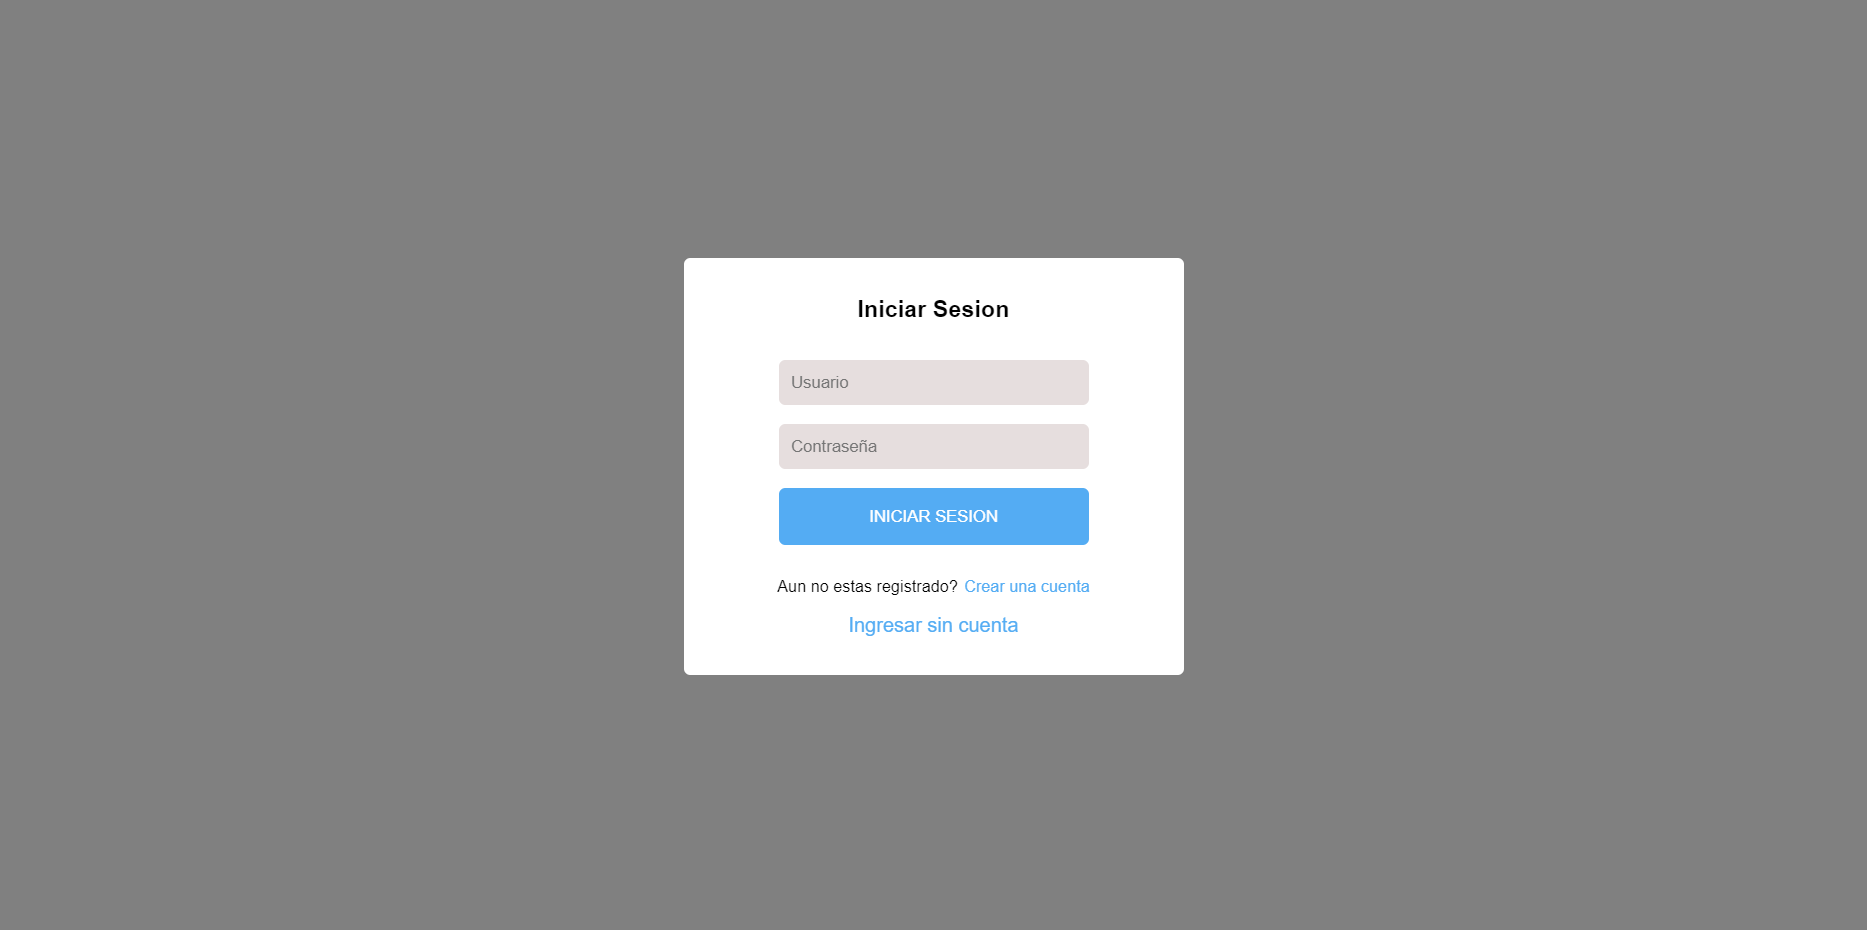 Iniciar Sesion
Usuario
Contraseña
INICIAR SESION
Aun no estas registrado? Crear una cuenta
Ingresar sin cuenta